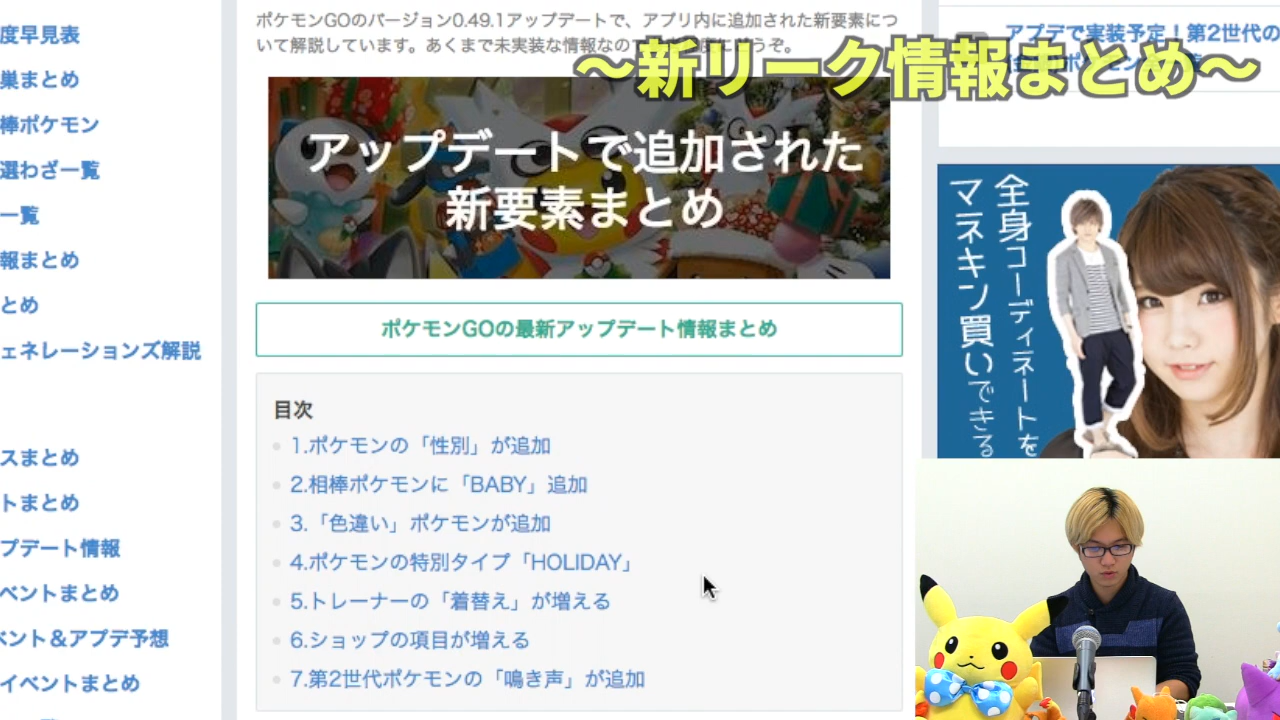 度早見表
巣まとめ
棒ポケモン
選わざ一覧
一覧
報まとめ
とめ
ェネレーションズ解説
スまとめ
トまとめ
プデート情報
ベントまとめ
ベント＆アプデ予想
イベントまとめ
ポケモンGOのバージョン0.49.1アップデートで、アプリ内に追加された新要素につ
いて解説しています。あくまで未実装な情報なので
〜新リーク情報まとめ〜
アップデートで追加された
新要素まとめ
ポケモンGOの最新アップデート情報まとめ
目次
1.ポケモンの「性別」が追加
2.相棒ポケモンに「BABY」追加
3.「色違い」ポケモンが追加
4.ポケモンの特別タイプ「HOLIDAY」
5.トレーナーの「着替え」が増える
6.ショップの項目が増える
7.第2世代ポケモンの「鳴き声」が追加
アプデで実装予定！第2世代の
全身コーディネートを
マネキン買いできる